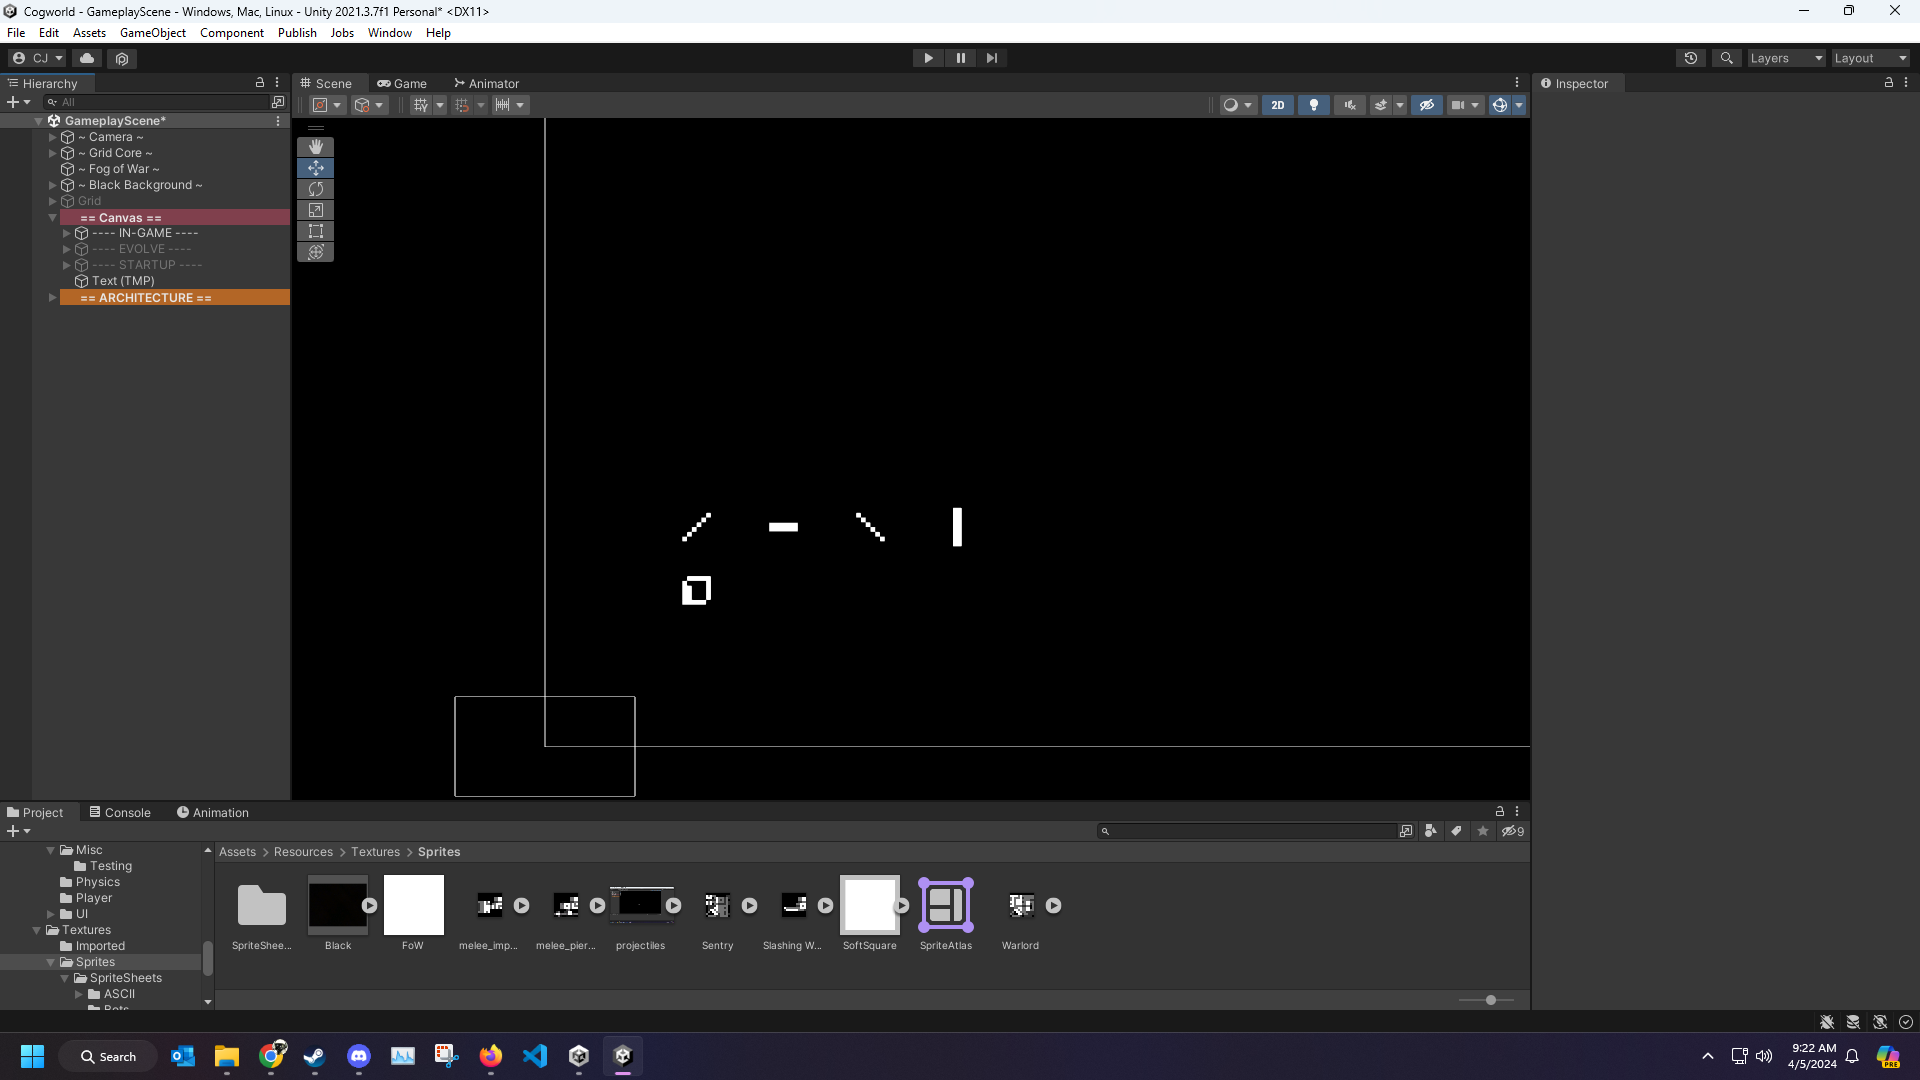 Cogworld - GameplayScene - Windows, Mac, Linux - Unity 2021.3.7f1 Personal* <DX11>
File Edit Assets GameObject Component Publish Jobs Window Help
CJ
Layers Layout
Hierarchy
Scene Game Animator
Inspector
All
2D
GameplayScene*
~ Camera ~
~ Grid Core ~
~ Fog of War ~
~ Black Background ~
Grid
== Canvas ==
---- IN-GAME ----
---- EVOLVE ----
---- STARTUP ----
Text (TMP)
== ARCHITECTURE ==
Project Console Animation
9
Misc
Testing
Physics
Player
UI
Textures
Imported
Sprites
SpriteSheets
ASCII
Bots
Assets > Resources > Textures > Sprites
SpriteShee... Black FoW melee_imp... melee_pier... projectiles Sentry Slashing W... SoftSquare SpriteAtlas Warlord
Search
9:22 AM
4/5/2024
PRE